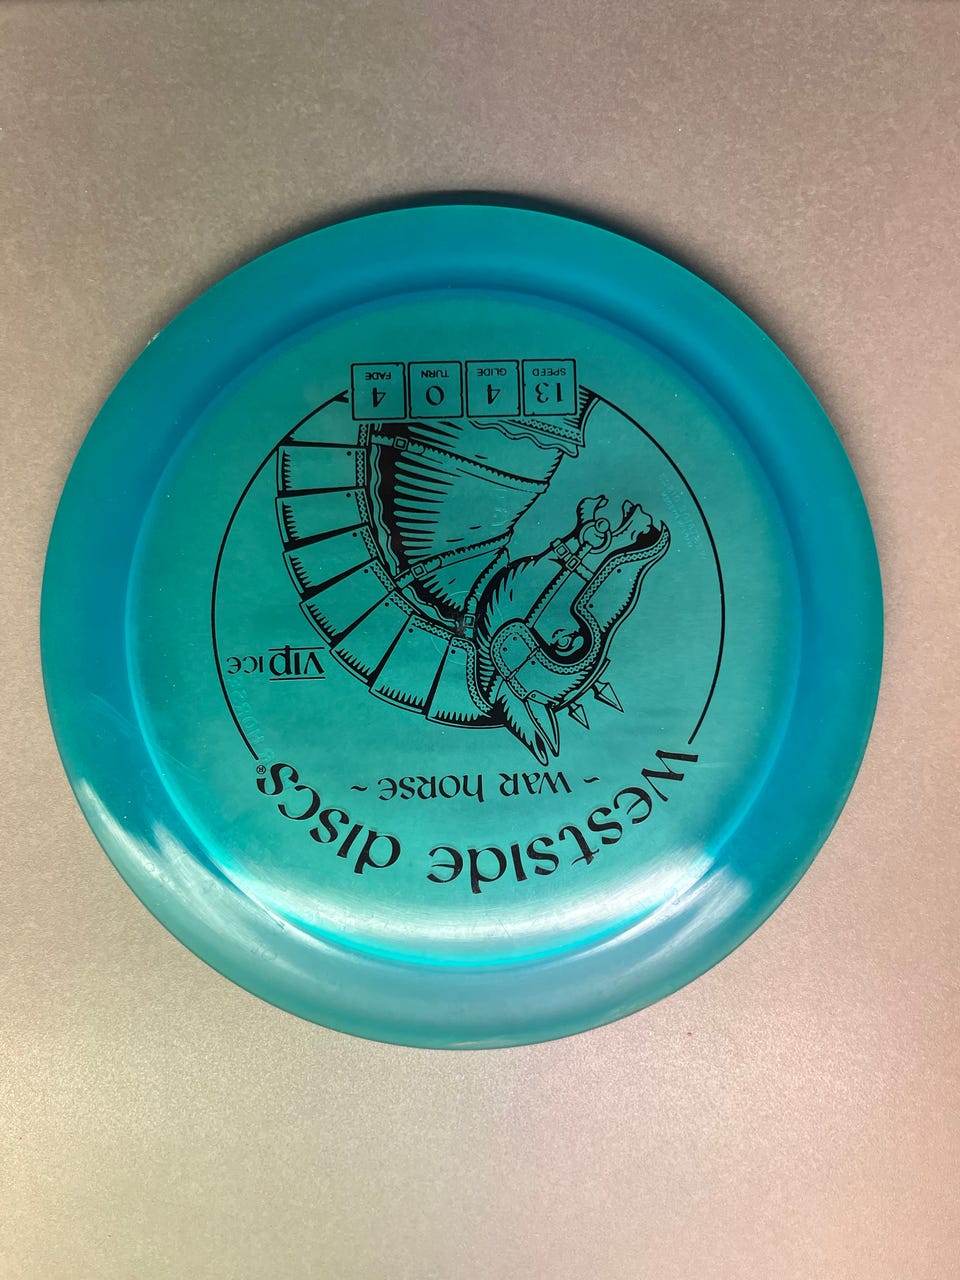 westside discs®
~ war horse ~
VIP ICE
13 4 0 4
SPEED GLIDE TURN FADE